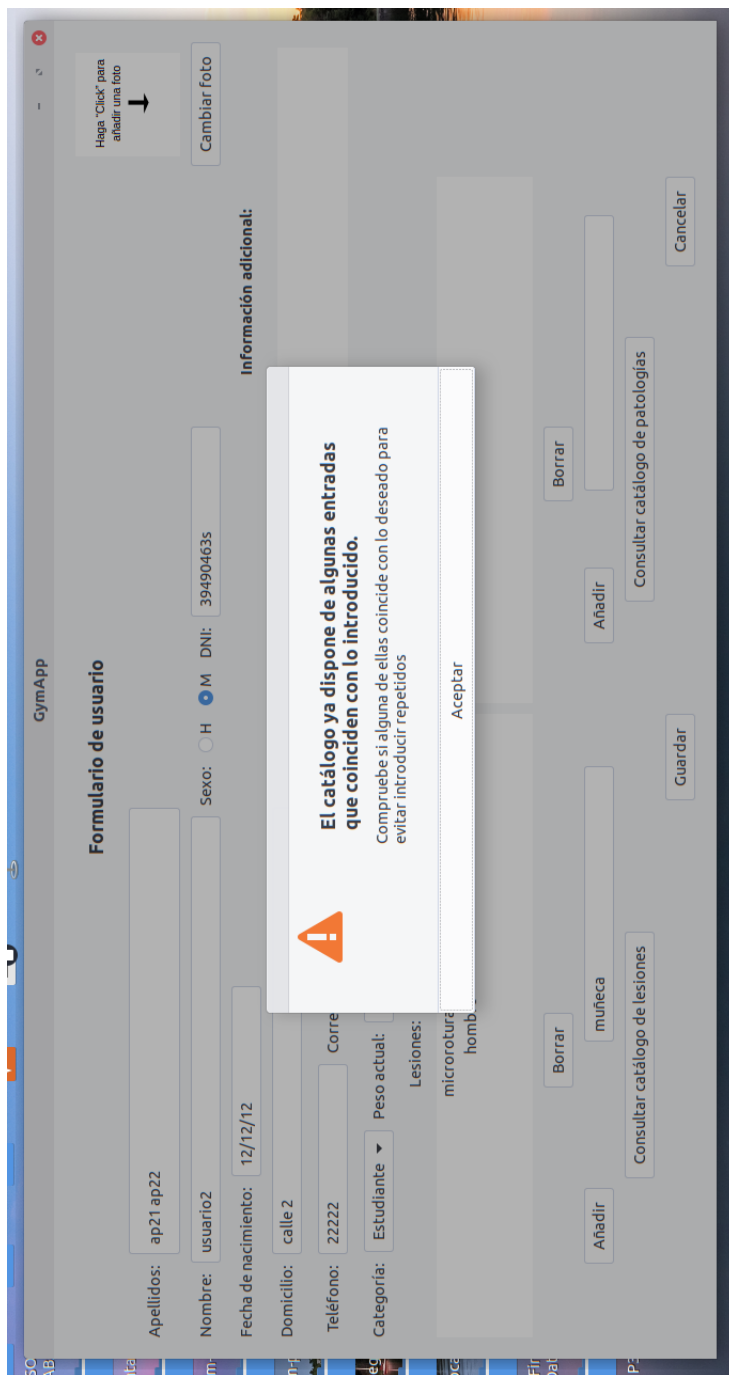 GymApp
Formulario de usuario
Haga "Click" para
añadir una foto
Apellidos: ap21 ap22
Nombre: usuario2 Sexo: H M DNI: 39490463s Cambiar foto
Fecha de nacimiento: 12/12/12 Información adicional:
Domicilio: calle 2
Teléfono: 22222 Corre
Categoría: Estudiante Peso actual:
Lesiones:
microrotura
homb
El catálogo ya dispone de algunas entradas
que coinciden con lo introducido.
Compruebe si alguna de ellas coincide con lo deseado para
evitar introducir repetidos
Aceptar
Borrar Borrar
Añadir muñeca Añadir
Consultar catálogo de lesiones Consultar catálogo de patologías
Guardar Cancelar